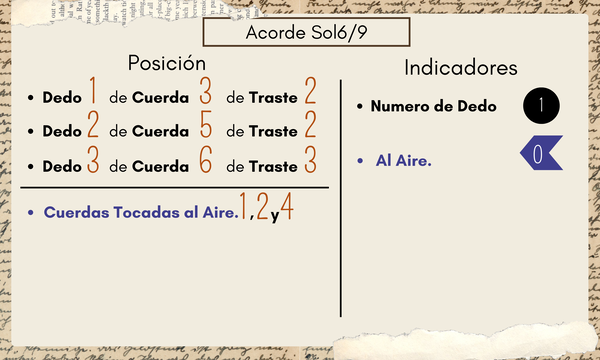 Acorde Sol6/9
Posición
Dedo 1 de Cuerda 3 de Traste 2
Dedo 2 de Cuerda 5 de Traste 2
Dedo 3 de Cuerda 6 de Traste 3
Cuerdas Tocadas al Aire.1,2 y 4
Indicadores
Numero de Dedo 1
Al Aire. 0